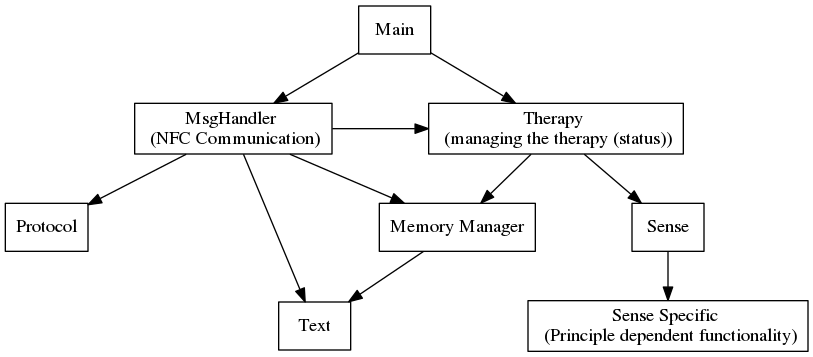 Main
MsgHandler
(NFC Communication)
Therapy
(managing the therapy (status))
Protocol
Memory Manager
Sense
Text
Sense Specific
(Principle dependent functionality)